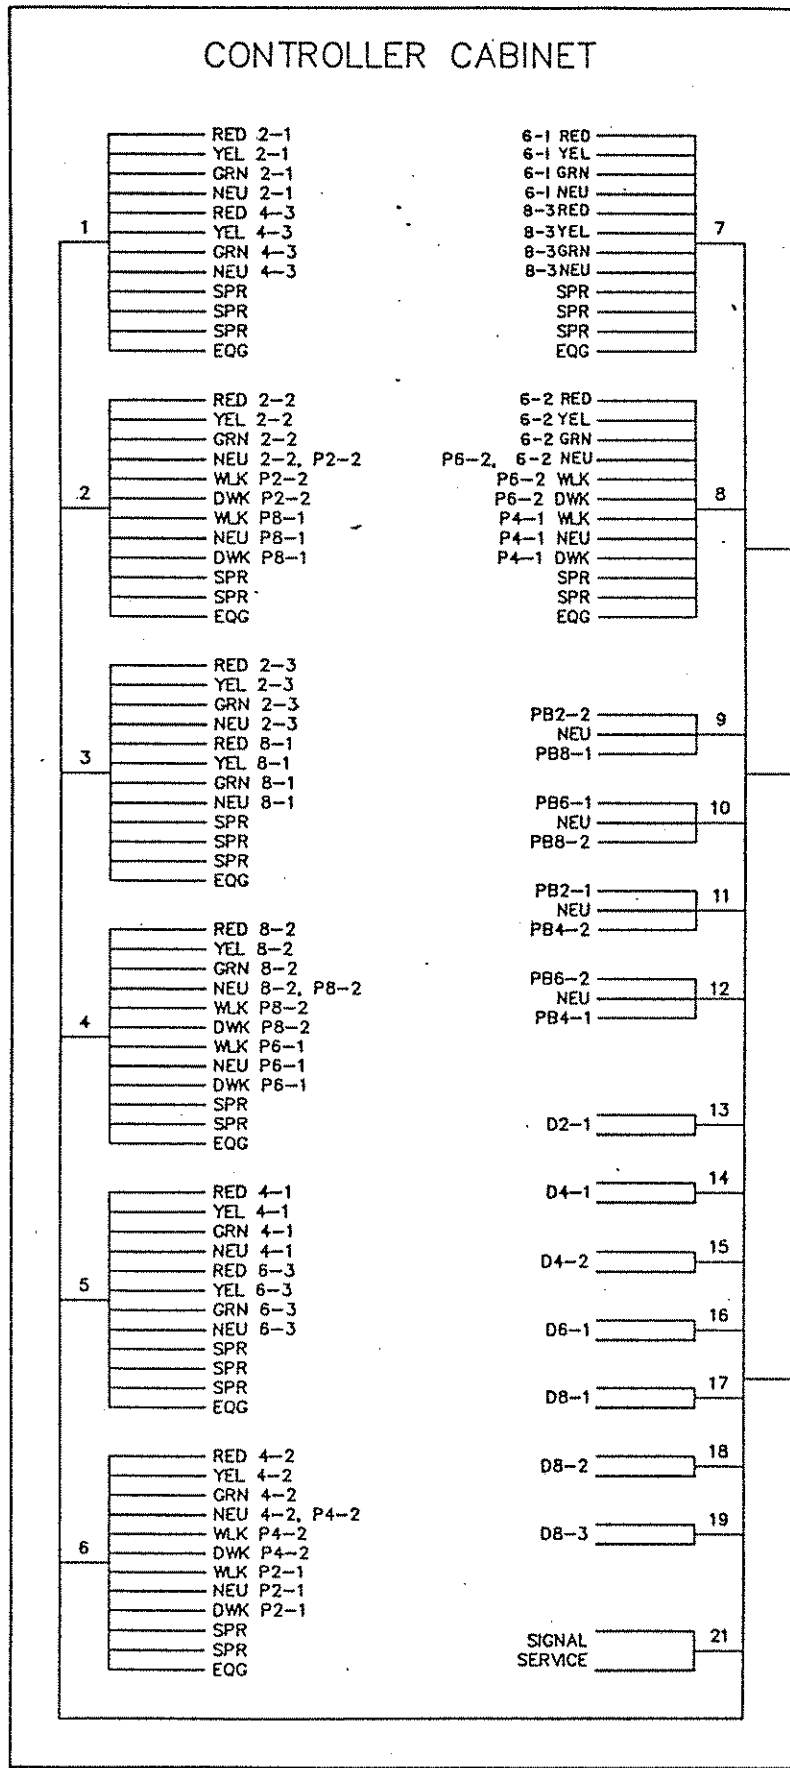 CONTROLLER CABINET
1
RED 2-1
YEL 2-1
GRN 2-1
NEU 2-1
RED 4-3
YEL 4-3
GRN 4-3
NEU 4-3
SPR
SPR
SPR
EQG
2
RED 2-2
YEL 2-2
GRN 2-2
NEU 2-2, P2-2
WLK P2-2
DWK P2-2
WLK P8-1
NEU P8-1
DWK P8-1
SPR
SPR
EQG
3
RED 2-3
YEL 2-3
GRN 2-3
NEU 2-3
RED 8-1
YEL 8-1
GRN 8-1
NEU 8-1
SPR
SPR
SPR
EQG
4
RED 8-2
YEL 8-2
GRN 8-2
NEU 8-2, P8-2
WLK P8-2
DWK P8-2
WLK P6-1
NEU P6-1
DWK P6-1
SPR
SPR
EQG
5
RED 4-1
YEL 4-1
GRN 4-1
NEU 4-1
RED 6-3
YEL 6-3
GRN 6-3
NEU 6-3
SPR
SPR
SPR
EQG
6
RED 4-2
YEL 4-2
GRN 4-2
NEU 4-2, P4-2
WLK P4-2
DWK P4-2
WLK P2-1
NEU P2-1
DWK P2-1
SPR
SPR
EQG
6-1 RED
6-1 YEL
6-1 GRN
6-1 NEU
8-3RED
8-3YEL
8-3GRN
8-3NEU
SPR
SPR
SPR
EQG
7
6-2 RED
6-2 YEL
6-2 GRN
P6-2, 6-2 NEU
P6-2 WLK
P6-2 DWK
P4-1 WLK
P4-1 NEU
P4-1 DWK
SPR
SPR
EQG
8
PB2-2
NEU
PB8-1
9
PB6-1
NEU
PB8-2
10
PB2-1
NEU
PB4-2
11
PB6-2
NEU
PB4-1
12
D2-1
13
D4-1
14
D4-2
15
D6-1
16
D8-1
17
D8-2
18
D8-3
19
SIGNAL
SERVICE
21